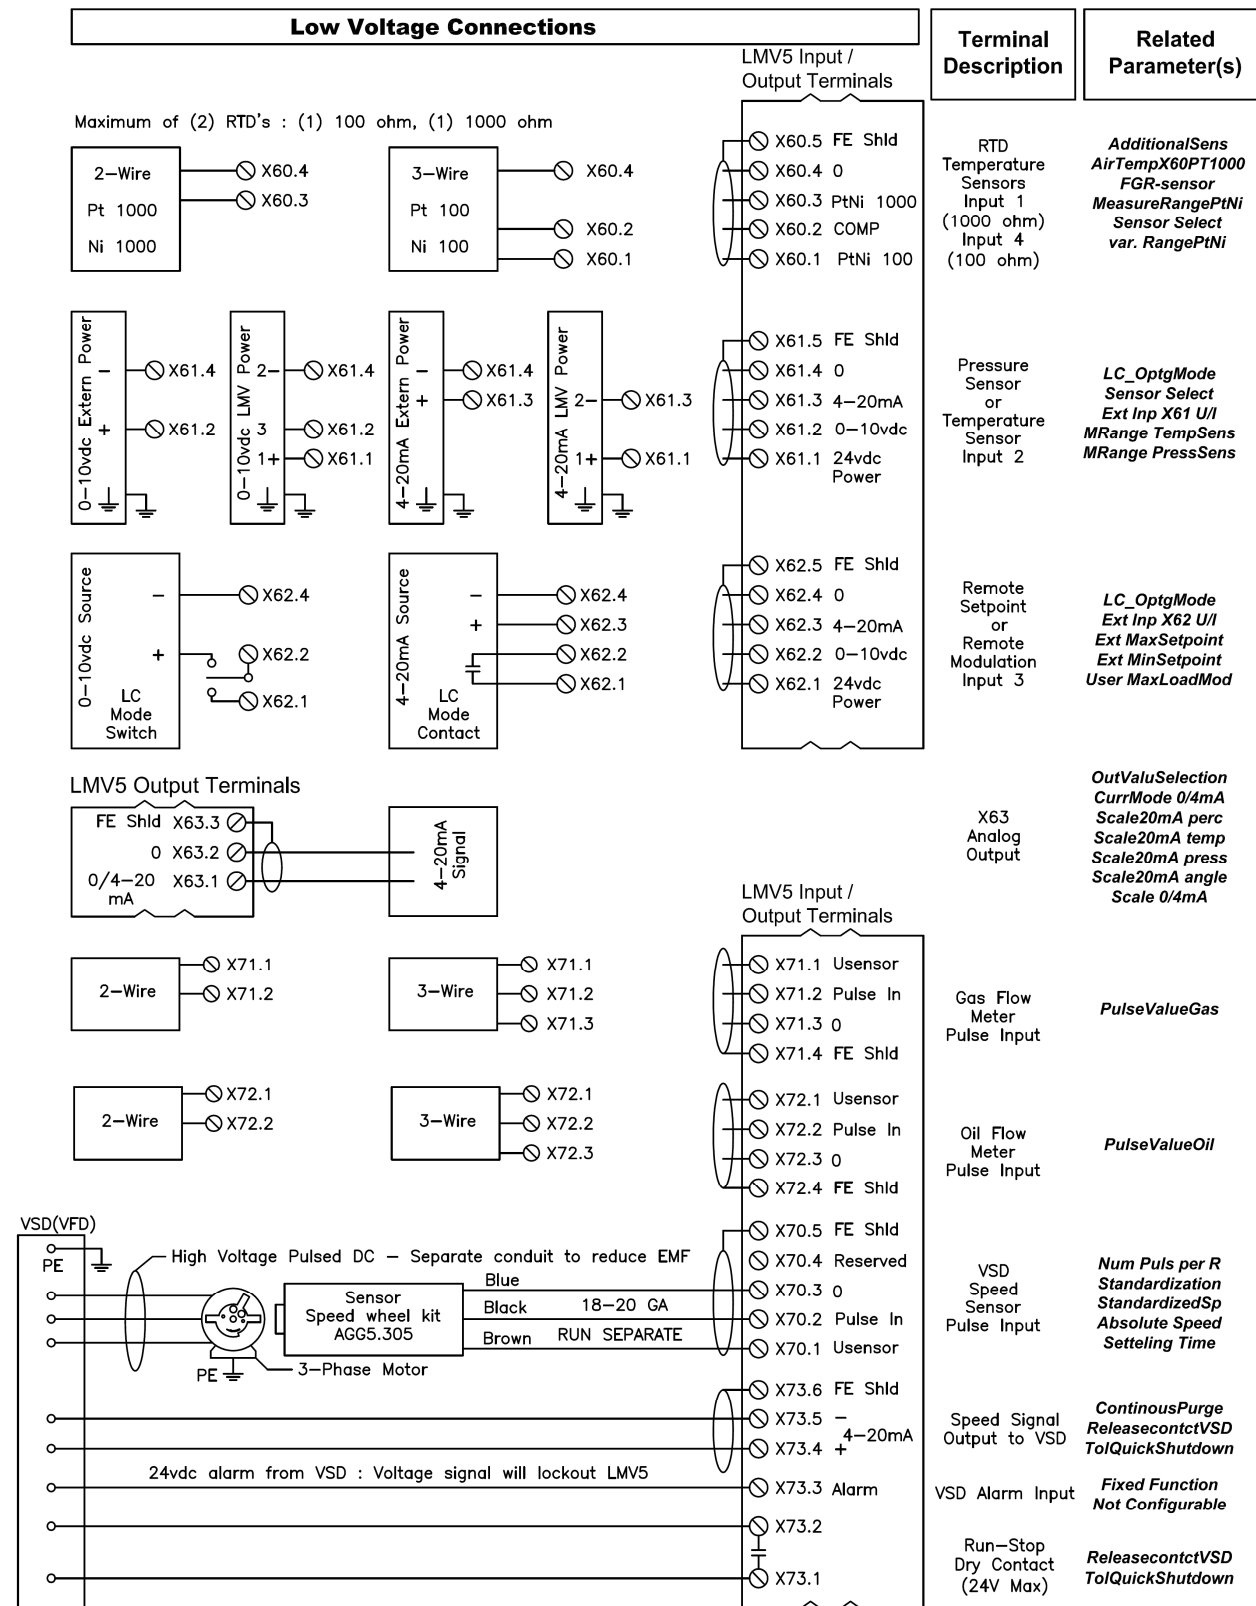 Low Voltage Connections
Terminal
Description
Related
Parameter(s)
LMV5 Input /
Output Terminals
Maximum of (2) RTD's : (1) 100 ohm, (1) 1000 ohm
2-Wire
Pt 1000
Ni 1000
X60.4
X60.3
3-Wire
Pt 100
Ni 100
X60.4
X60.2
X60.1
X60.5 FE Shld
X60.4 0
X60.3 PtNi 1000
X60.2 COMP
X60.1 PtNi 100
RTD
Temperature
Sensors
Input 1
(1000 ohm)
Input 4
(100 ohm)
AdditionalSens
AirTempX60PT1000
FGR-sensor
MeasureRangePtNi
Sensor Select
var. RangePtNi
0-10vdc Extern Power
-
+
X61.4
X61.2
0-10vdc LMV Power
2-
3
1+
X61.4
X61.2
X61.1
4-20mA Extern Power
-
+
X61.4
X61.3
4-20mA LMV Power
2-
1+
X61.3
X61.1
X61.5 FE Shld
X61.4 0
X61.3 4-20mA
X61.2 0-10vdc
X61.1 24vdc
Power
Pressure
Sensor
or
Temperature
Sensor
Input 2
LC_OptgMode
Sensor Select
Ext Inp X61 U/I
MRange TempSens
MRange PressSens
0-10vdc Source
-
+
LC
Mode
Switch
X62.4
X62.2
X62.1
4-20mA Source
-
+
LC
Mode
Contact
X62.4
X62.3
X62.2
X62.1
X62.5 FE Shld
X62.4 0
X62.3 4-20mA
X62.2 0-10vdc
X62.1 24vdc
Power
Remote
Setpoint
or
Remote
Modulation
Input 3
LC_OptgMode
Ext Inp X62 U/I
Ext MaxSetpoint
Ext MinSetpoint
User MaxLoadMod
LMV5 Output Terminals
FE Shld X63.3
0 X63.2
0/4-20 X63.1
mA
4-20mA
Signal
X63
Analog
Output
OutValuSelection
CurrMode 0/4mA
Scale20mA perc
Scale20mA temp
Scale20mA press
Scale20mA angle
Scale 0/4mA
LMV5 Input /
Output Terminals
2-Wire
X71.1
X71.2
3-Wire
X71.1
X71.2
X71.3
X71.1 Usensor
X71.2 Pulse In
X71.3 0
X71.4 FE Shld
Gas Flow
Meter
Pulse Input
PulseValueGas
2-Wire
X72.1
X72.2
3-Wire
X72.1
X72.2
X72.3
X72.1 Usensor
X72.2 Pulse In
X72.3 0
X72.4 FE Shld
Oil Flow
Meter
Pulse Input
PulseValueOil
VSD(VFD)
PE
High Voltage Pulsed DC - Separate conduit to reduce EMF
Sensor
Speed wheel kit
AGG5.305
Blue
Black 18-20 GA
Brown RUN SEPARATE
PE
3-Phase Motor
X70.5 FE Shld
X70.4 Reserved
X70.3 0
X70.2 Pulse In
X70.1 Usensor
VSD
Speed
Sensor
Pulse Input
Num Puls per R
Standardization
StandardizedSp
Absolute Speed
Setteling Time
X73.6 FE Shld
X73.5 -
4-20mA
X73.4 +
Speed Signal
Output to VSD
ContinousPurge
ReleasecontctVSD
TolQuickShutdown
24vdc alarm from VSD : Voltage signal will lockout LMV5
X73.3 Alarm
VSD Alarm Input
Fixed Function
Not Configurable
X73.2
X73.1
Run-Stop
Dry Contact
(24V Max)
ReleasecontctVSD
TolQuickShutdown